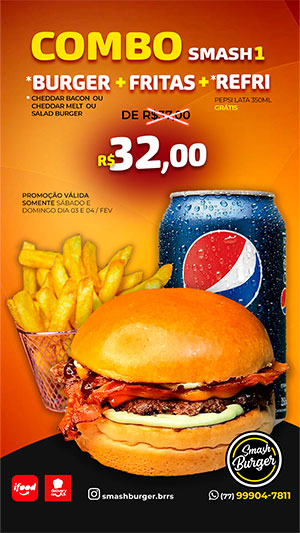 COMBO SMASH1
*BURGER + FRITAS + *REFRI
* CHEDDAR BACON OU
CHEDDAR MELT OU
SALAD BURGER
PEPSI LATA 350ML
GRÁTIS
DE R$37,00
R$32,00
PROMOÇÃO VÁLIDA
SOMENTE SÁBADO E
DOMINGO DIA 03 E 04 / FEV
Smash
Burger
ifood
delivery
smashburger.brrs
(77) 99904-7811